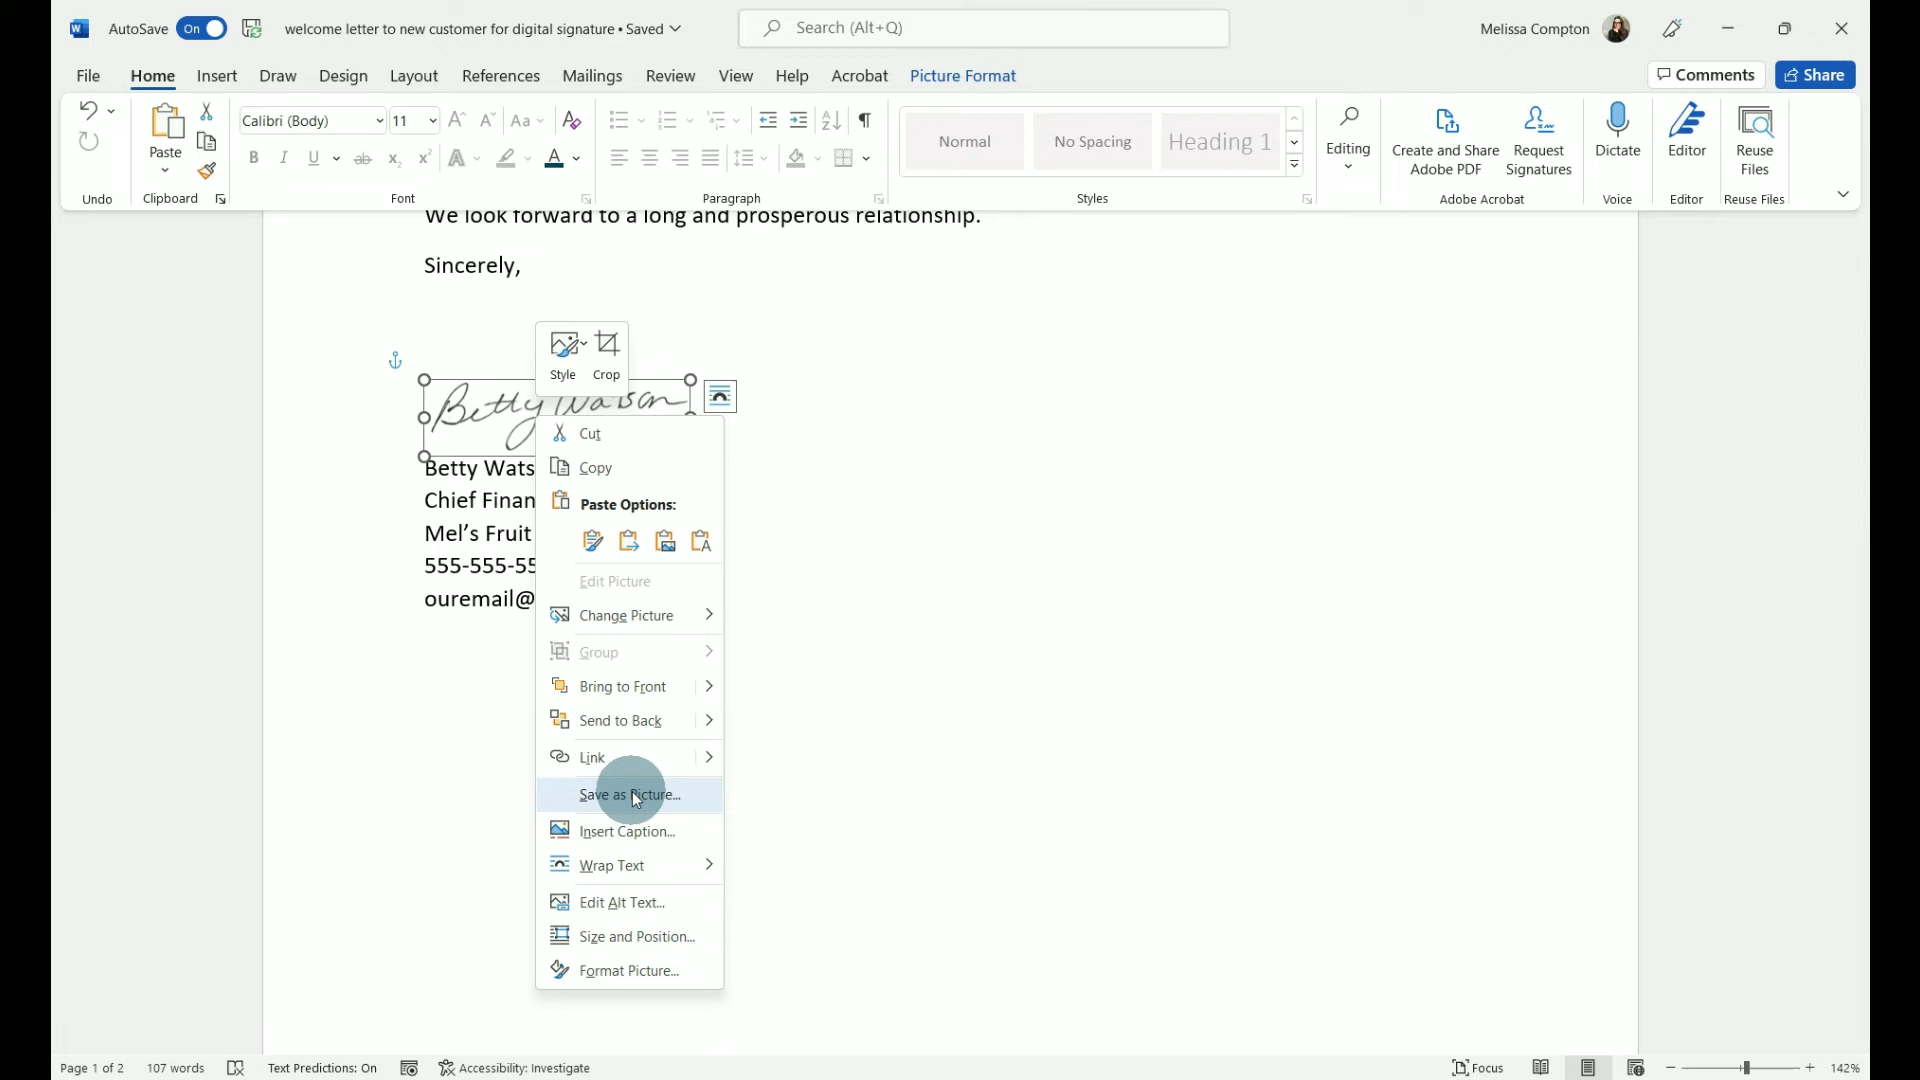 AutoSave On welcome letter to new customer for digital signature • Saved Search (Alt+Q) Melissa Compton
File Home Insert Draw Design Layout References Mailings Review View Help Acrobat Picture Format Comments Share
Calibri (Body) 11
Paste
Normal No Spacing Heading 1
Editing
Create and Share Adobe PDF
Request Signatures
Dictate
Editor
Reuse Files
Undo Clipboard Font Paragraph Styles Adobe Acrobat Voice Editor Reuse Files
We look forward to a long and prosperous relationship.
Sincerely,
Style Crop
Betty Watson
Cut
Betty Wats
Copy
Chief Finan
Paste Options:
Mel's Fruit
555-555-55
Edit Picture
ouremail@
Change Picture
Group
Bring to Front
Send to Back
Link
Save as Picture...
Insert Caption...
Wrap Text
Edit Alt Text...
Size and Position...
Format Picture...
Page 1 of 2 107 words Text Predictions: On Accessibility: Investigate Focus 142%